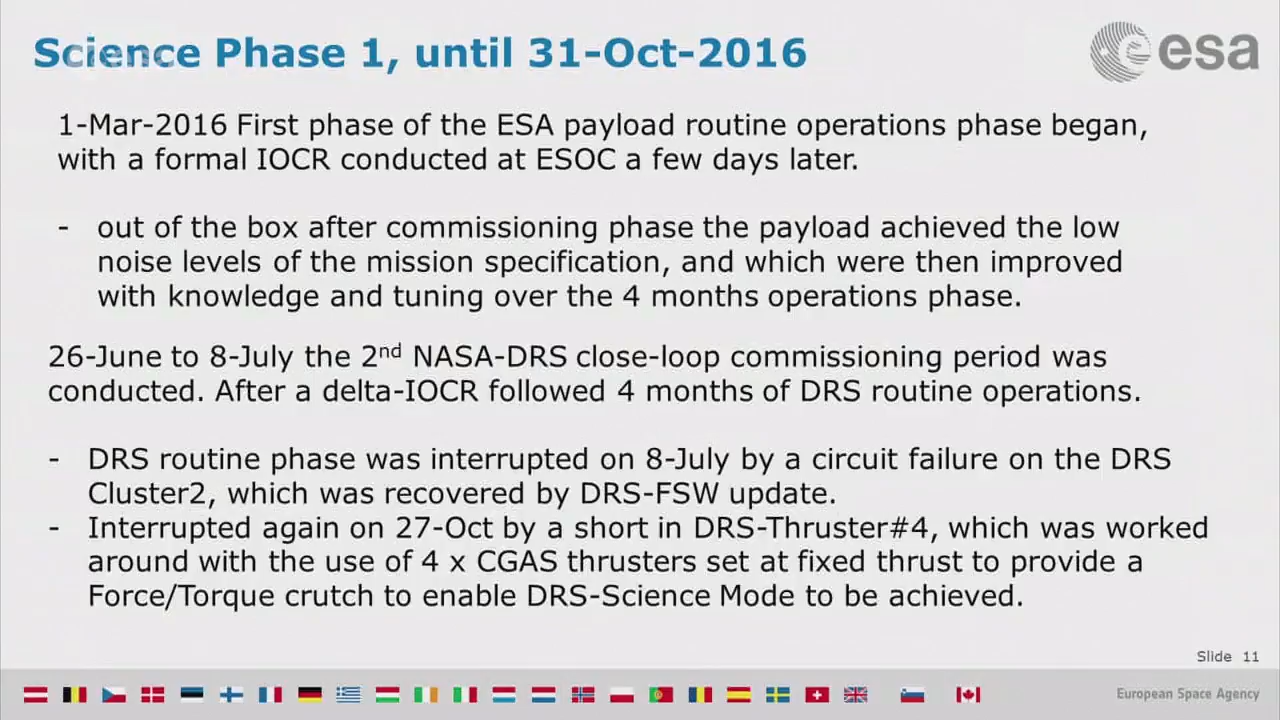 Science Phase 1, until 31-Oct-2016
esa
1-Mar-2016 First phase of the ESA payload routine operations phase began,
with a formal IOCR conducted at ESOC a few days later.
- out of the box after commissioning phase the payload achieved the low
noise levels of the mission specification, and which were then improved
with knowledge and tuning over the 4 months operations phase.
26-June to 8-July the 2nd NASA-DRS close-loop commissioning period was
conducted. After a delta-IOCR followed 4 months of DRS routine operations.
- DRS routine phase was interrupted on 8-July by a circuit failure on the DRS
Cluster2, which was recovered by DRS-FSW update.
- Interrupted again on 27-Oct by a short in DRS-Thruster#4, which was worked
around with the use of 4 x CGAS thrusters set at fixed thrust to provide a
Force/Torque crutch to enable DRS-Science Mode to be achieved.
Slide 11
European Space Agency